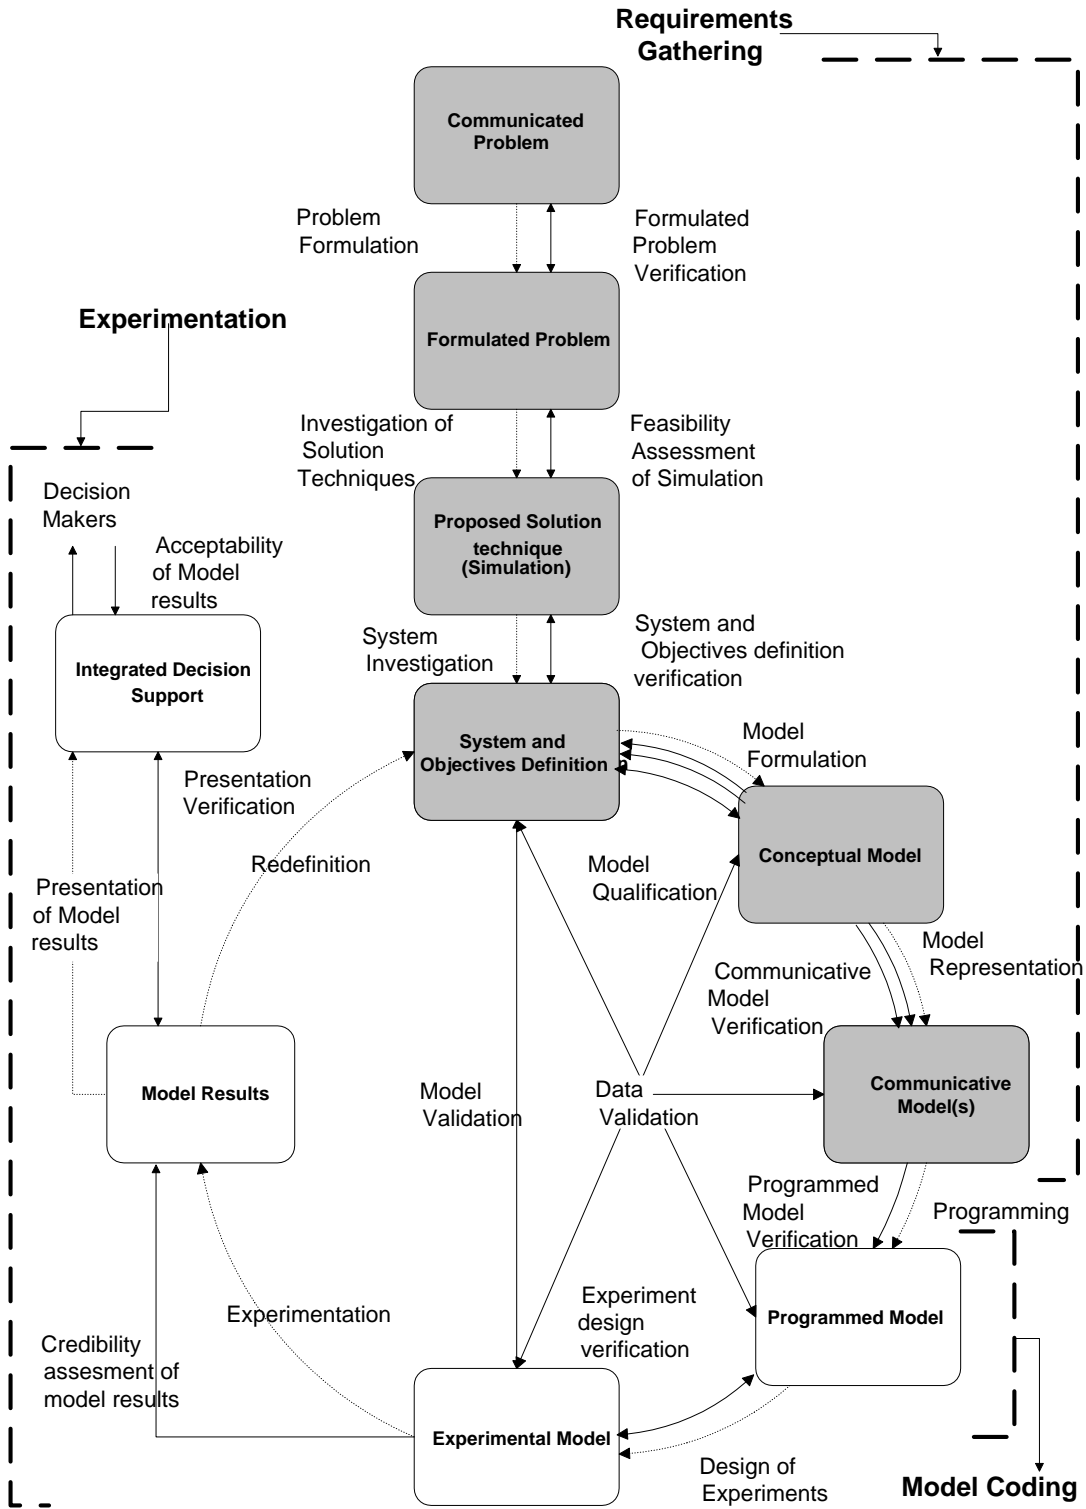 Requirements
Gathering
Communicated
Problem
Problem
Formulation
Formulated
Problem
Verification
Experimentation
Formulated Problem
Investigation of
Solution
Techniques
Feasibility
Assessment
of Simulation
Decision
Makers
Proposed Solution
technique
(Simulation)
Acceptability
of Model
results
System
Investigation
System and
Objectives definition
verification
Integrated Decision
Support
System and
Objectives Definition n
Model
Formulation
Presentation
Verification
Conceptual Model
Redefinition
Model
Qualification
Presentation
of Model
results
Model
Representation
Communicative
Model
Verification
Model Results
Model
Validation
Data
Validation
Communicative
Model(s)
Programmed
Model
Verification
Programming
Experiment
design
verification
Programmed Model
Experimentation
Credibility
assesment of
model results
Experimental Model
Design of
Experiments
Model Coding